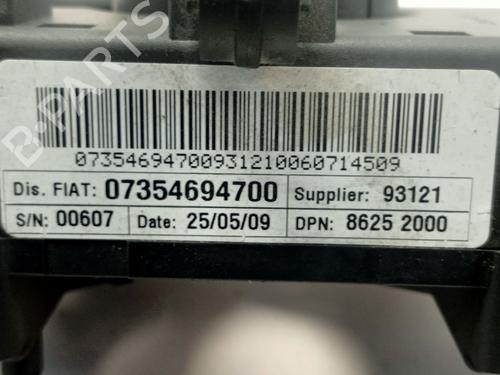 B-PARTS
07354694700931210060714509
Dis. FIAT: 07354694700 Supplier: 93121
S/N: 00607 Date: 25/05/09 DPN: 8625 2000